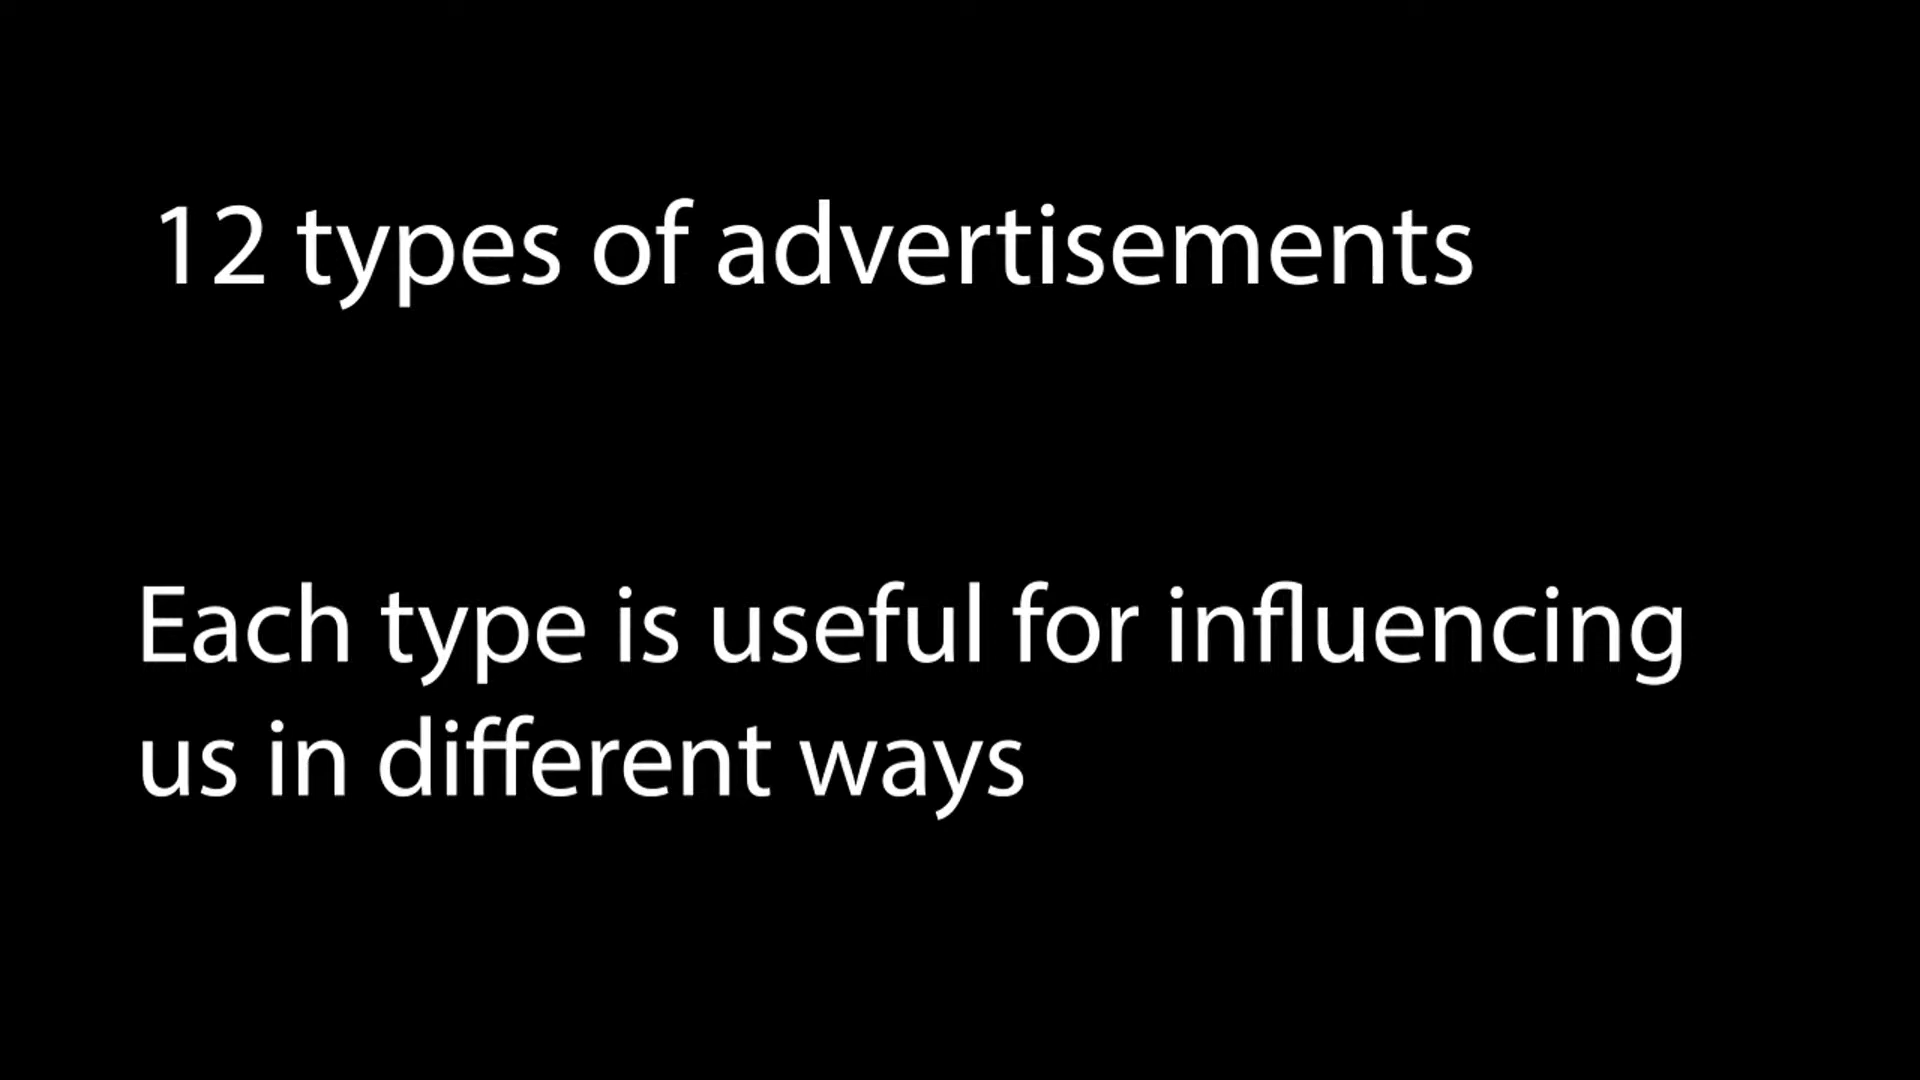 12 types of advertisements
Each type is useful for influencing
us in different ways